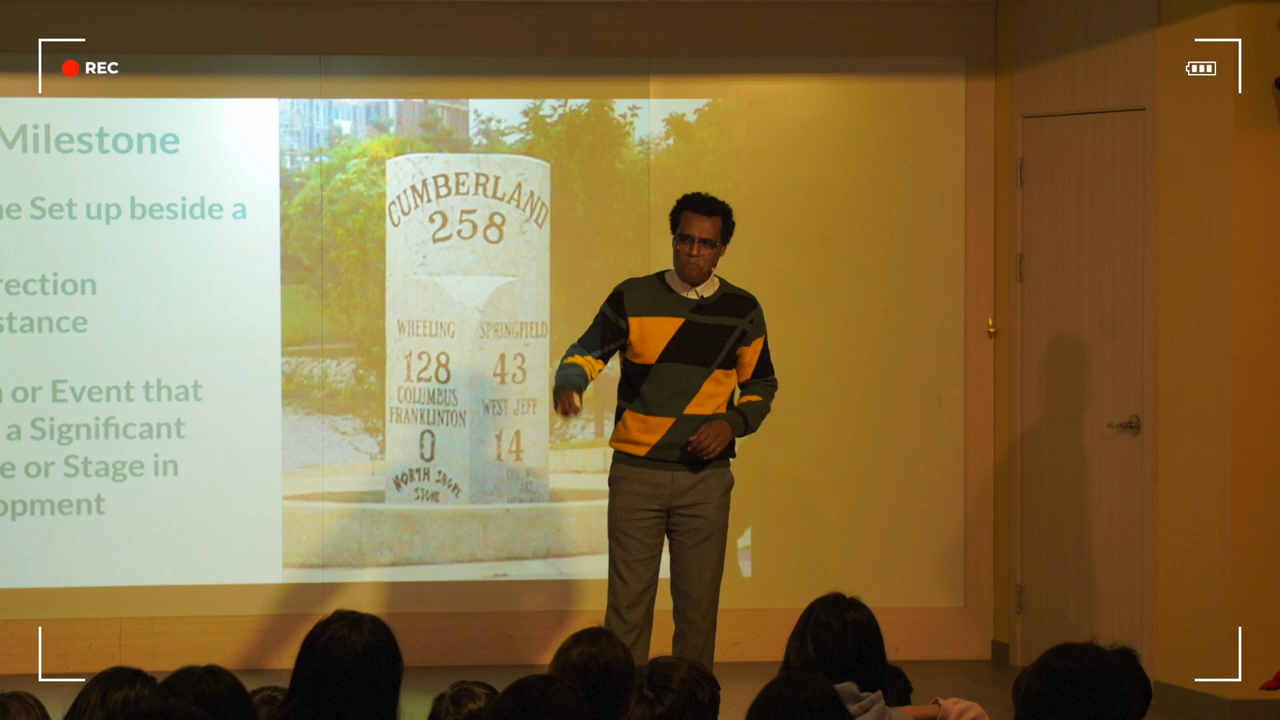 REC
Milestone
ne Set up beside a
rection
stance
n or Event that
a Significant
e or Stage in
opment
CUMBERLAND
258
WHEELING
128
COLUMBUS
FRANKLINTON
0
NORTH SHORE
STONE
SPRINGFIELD
43
WEST JEFF
14